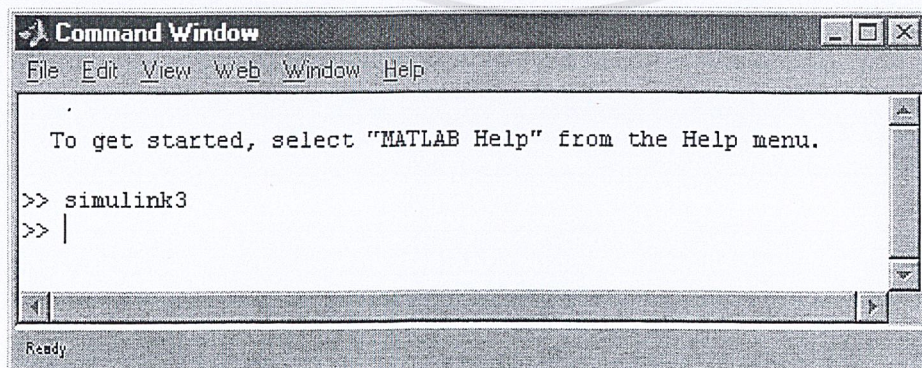 Command Window
File Edit View Web Window Help
To get started, select "MATLAB Help" from the Help menu.
>> simulink3
>>
Ready